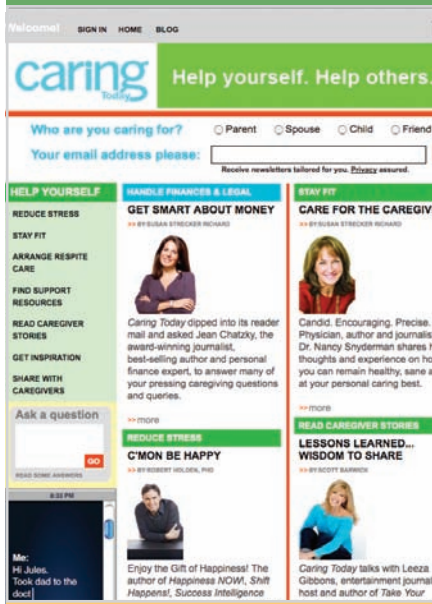 Welcome!
SIGN IN HOME BLOG
caring
Today
Help yourself. Help others.
Who are you caring for?
Parent Spouse Child Friend
Your email address please:
Receive newsletters tailored for you. Privacy assured.
HELP YOURSELF
REDUCE STRESS
STAY FIT
ARRANGE RESPITE
CARE
FIND SUPPORT
RESOURCES
READ CAREGIVER
STORIES
GET INSPIRATION
SHARE WITH
CAREGIVERS
Ask a question
GO
READ SOME ANSWERS
8:33 PM
Me:
Hi Jules.
Took dad to the
doct
HANDLE FINANCES & LEGAL
GET SMART ABOUT MONEY
>> BY SUSAN STRECKER RICHARD
Caring Today dipped into its reader
mail and asked Jean Chatzky, the
award-winning journalist,
best-selling author and personal
finance expert, to answer many of
your pressing caregiving questions
and queries.
>> more
REDUCE STRESS
C'MON BE HAPPY
>> BY ROBERT HOLDEN, PHD
Enjoy the Gift of Happiness! The
author of Happiness NOW!, Shift
Happens!, Success Intelligence
STAY FIT
CARE FOR THE CAREGIV
>> BY SUSAN STRECKER RICHARD
Candid. Encouraging. Precise.
Physician, author and journalis
Dr. Nancy Snyderman shares h
thoughts and experience on ho
you can remain healthy, sane a
at your personal caring best.
>> more
READ CAREGIVER STORIES
LESSONS LEARNED...
WISDOM TO SHARE
>> BY SCOTT BARWICK
Caring Today talks with Leeza
Gibbons, entertainment journal
host and author of Take Your